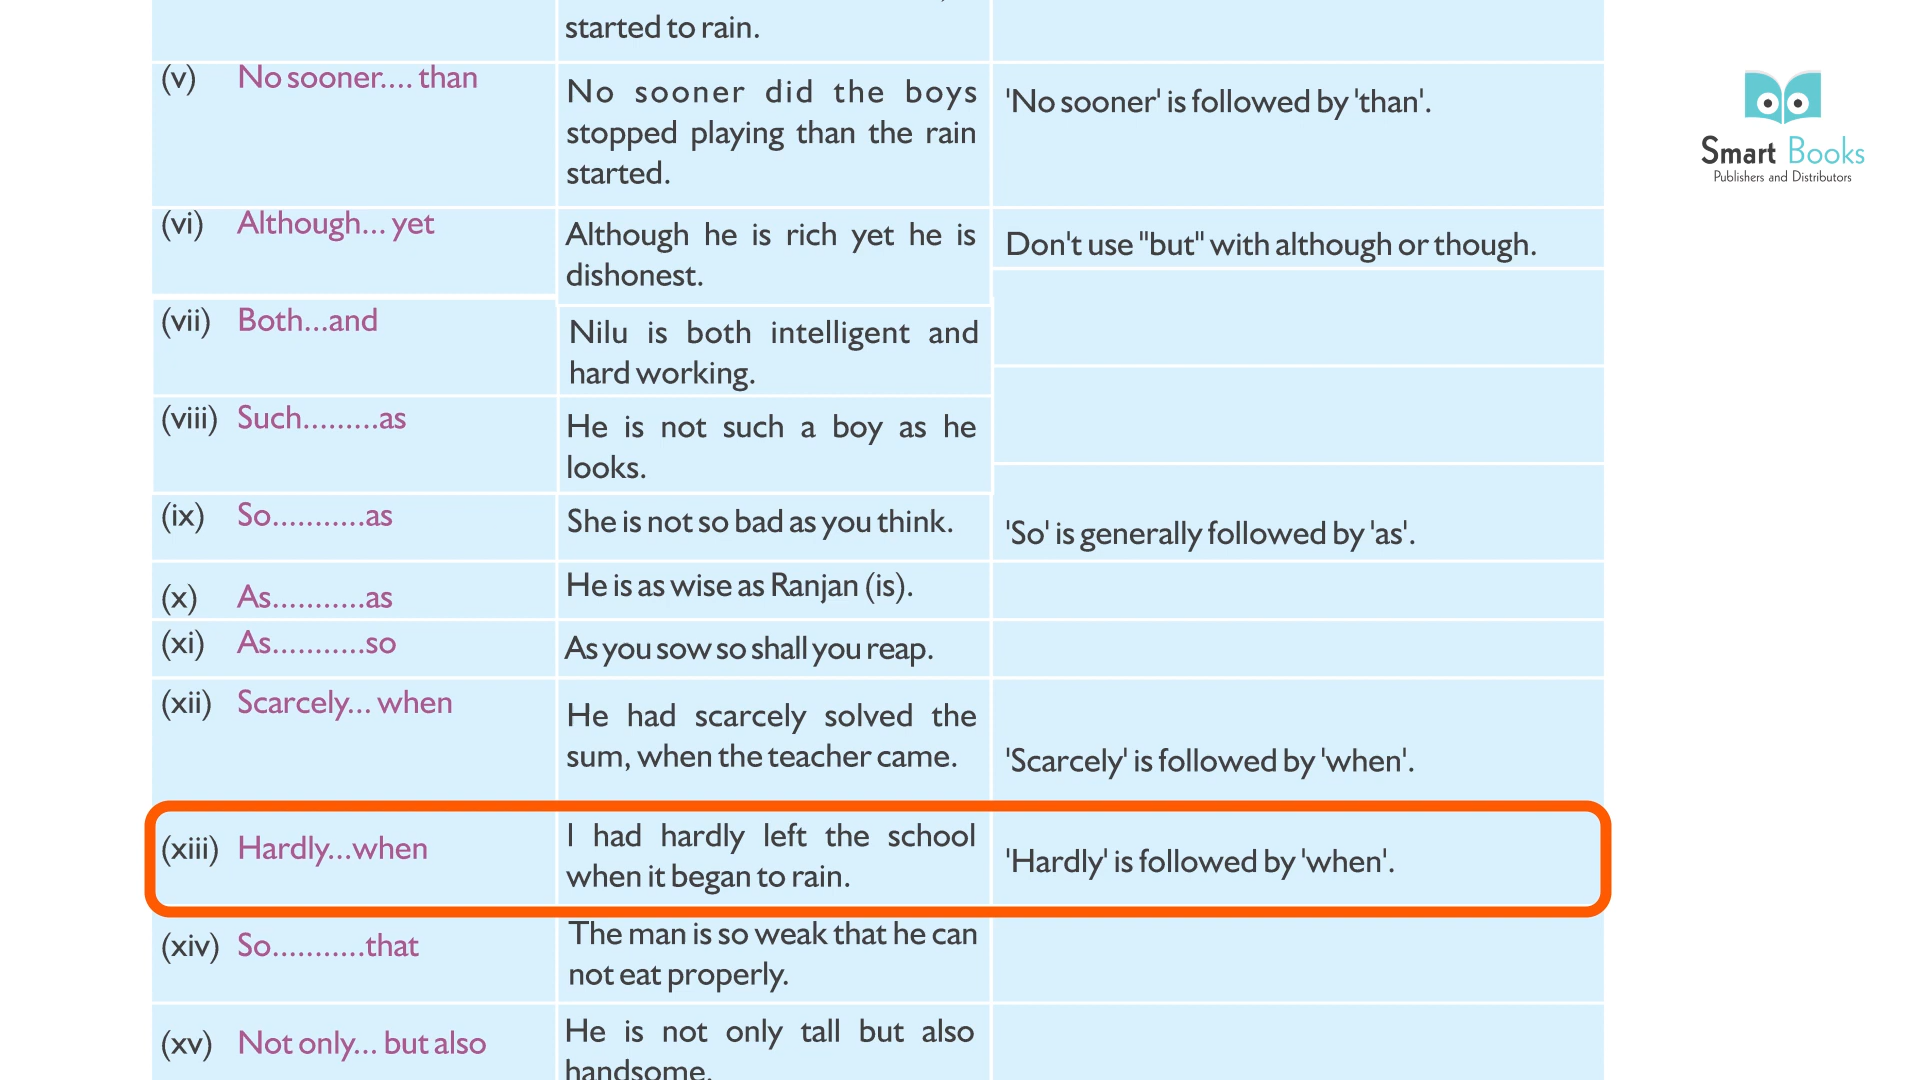 started to rain.
(v) No sooner.... than
No sooner did the boys
stopped playing than the rain
started.
'No sooner' is followed by 'than'.
(vi) Although... yet
Although he is rich yet he is
dishonest.
Don't use "but" with although or though.
(vii) Both...and
Nilu is both intelligent and
hard working.
(viii) Such.........as
He is not such a boy as he
looks.
(ix) So...........as
She is not so bad as you think.
'So' is generally followed by 'as'.
(x) As...........as
He is as wise as Ranjan (is).
(xi) As...........so
As you sow so shall you reap.
(xii) Scarcely... when
He had scarcely solved the
sum, when the teacher came.
'Scarcely' is followed by 'when'.
(xiii) Hardly...when
I had hardly left the school
when it began to rain.
'Hardly' is followed by 'when'.
(xiv) So...........that
The man is so weak that he can
not eat properly.
(xv) Not only... but also
He is not only tall but also
handsome.
Smart Books
Publishers and Distributors